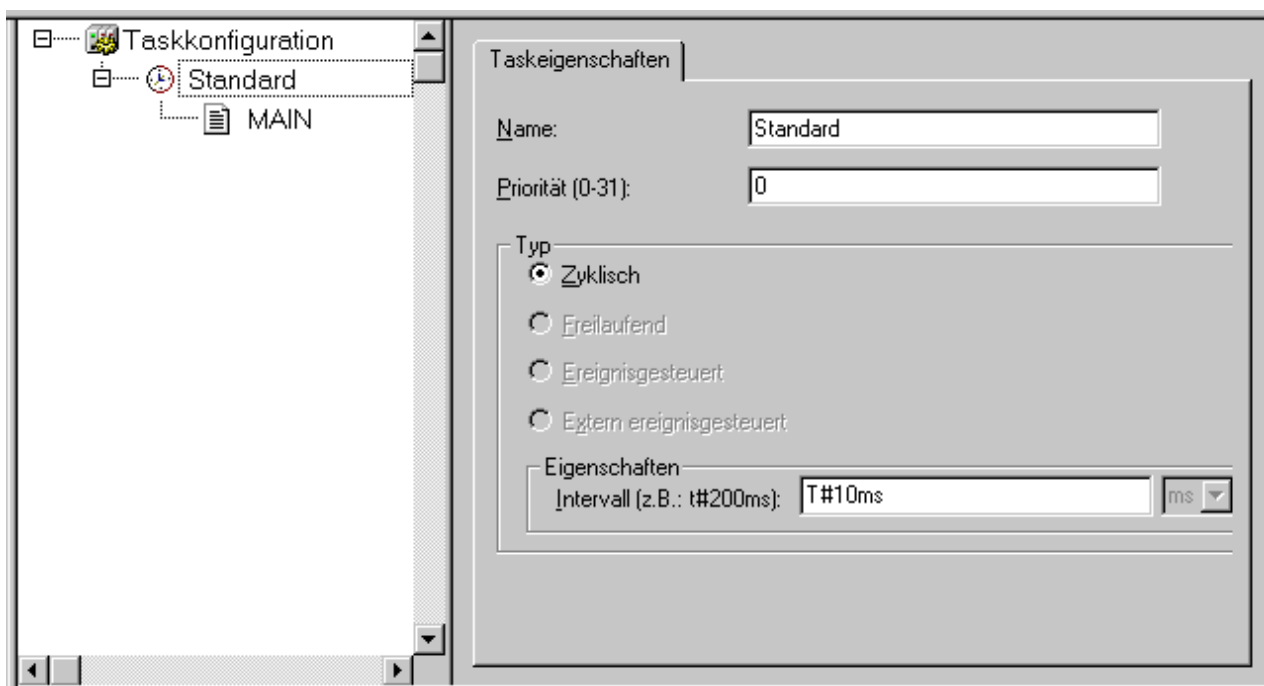 Taskkonfiguration
Standard
MAIN
Taskeigenschaften
Name: Standard
Priorität (0-31): 0
Typ
Zyklisch
Freilaufend
Ereignisgesteuert
Extern ereignisgesteuert
Eigenschaften
Intervall (z.B.: t#200ms): T#10ms ms